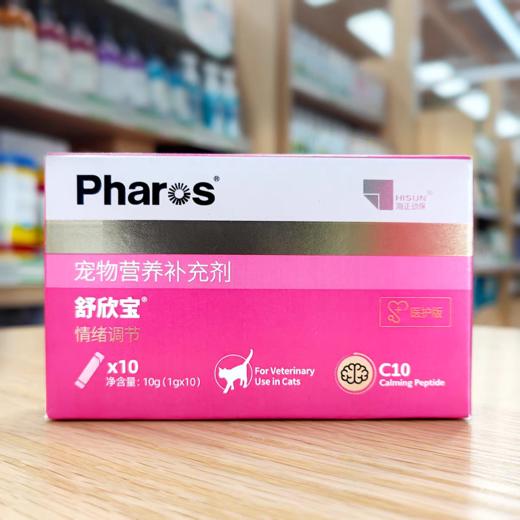 Pharos®
HISUN®
海正动保
宠物营养补充剂
舒欣宝®
情绪调节
医护版
x10
净含量: 10g(1gx10)
For Veterinary
Use in Cats
C10
Calming Peptide